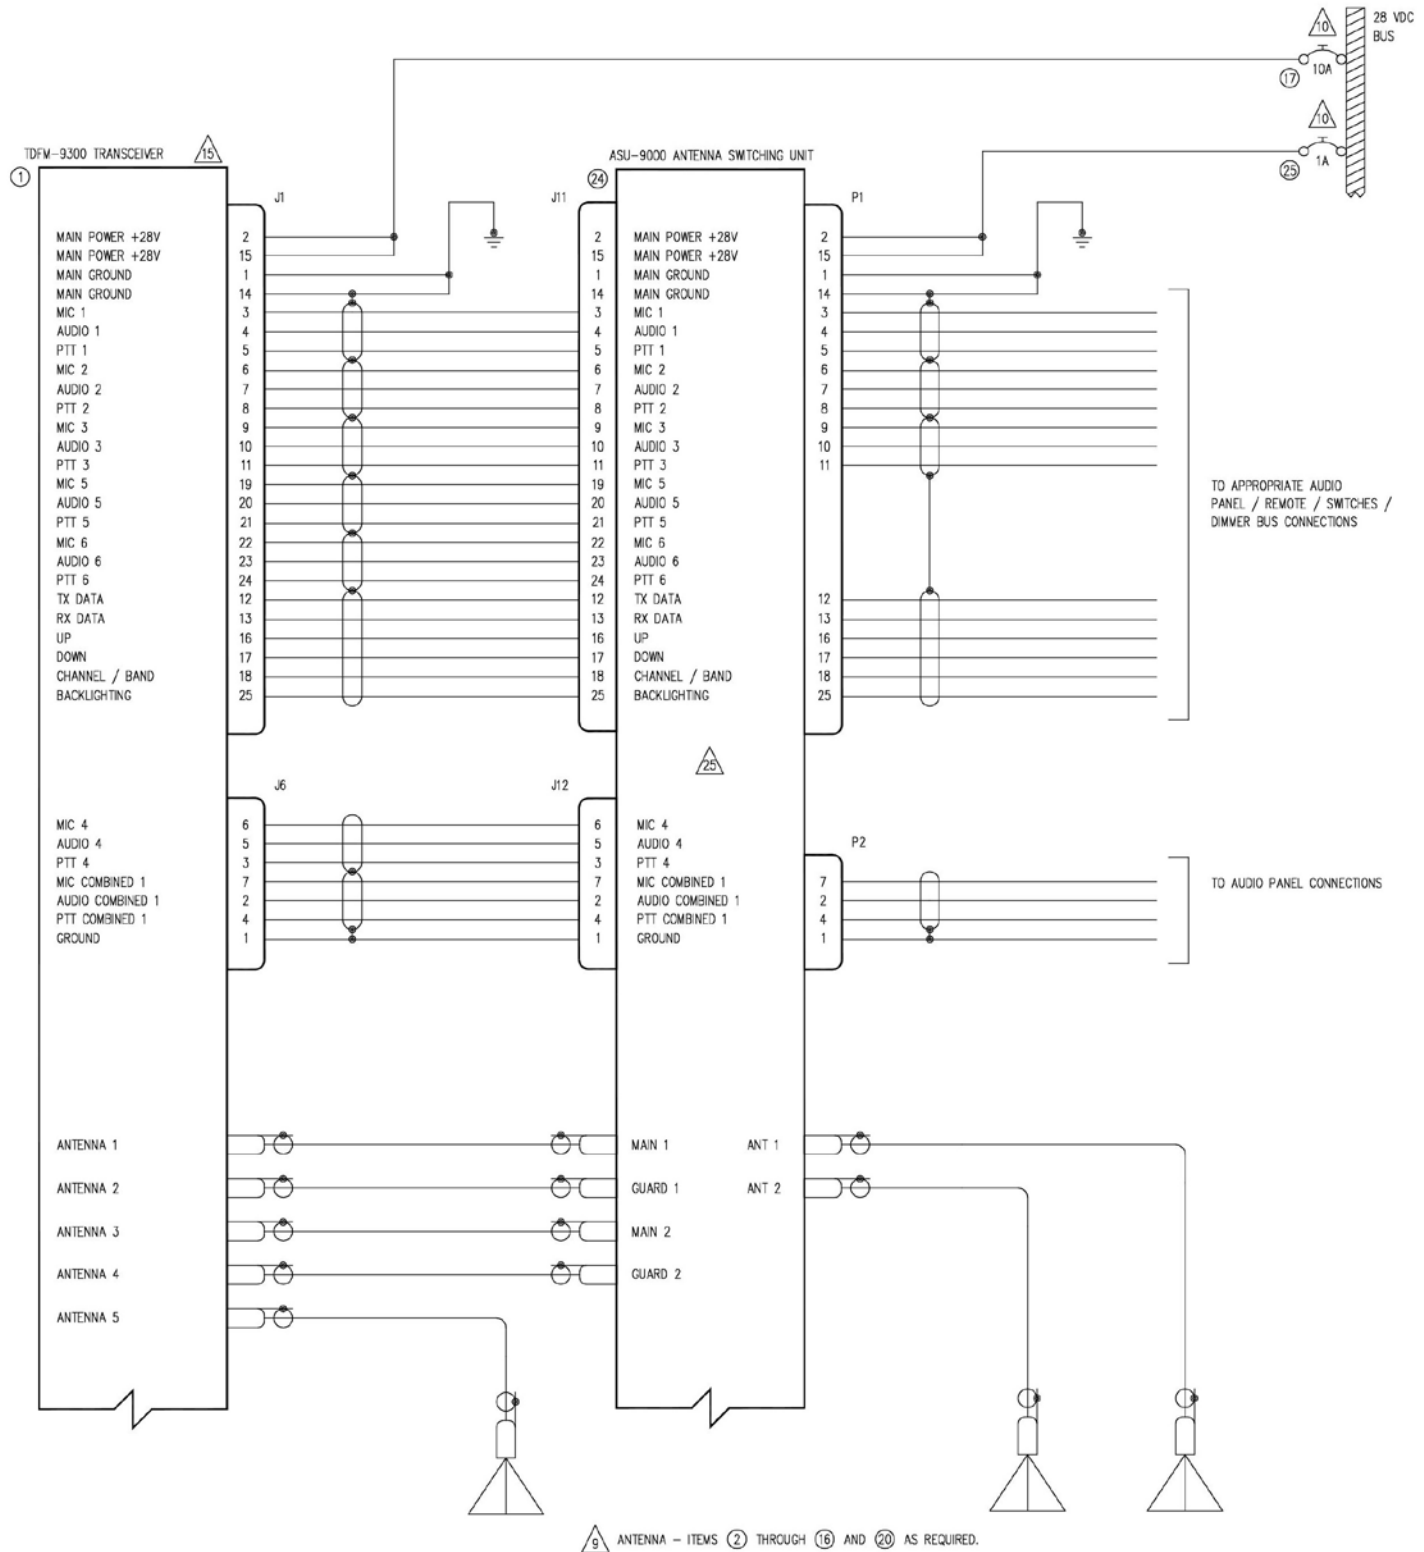 10
28 VDC
BUS
17
10A
10
25
1A
TDFM-9300 TRANSCEIVER
15
1
ASU-9000 ANTENNA SWITCHING UNIT
24
J1
J11
P1
MAIN POWER +28V 2 2 MAIN POWER +28V 2
MAIN POWER +28V 15 15 MAIN POWER +28V 15
MAIN GROUND 1 1 MAIN GROUND 1
MAIN GROUND 14 14 MAIN GROUND 14
MIC 1 3 3 MIC 1 3
AUDIO 1 4 4 AUDIO 1 4
PTT 1 5 5 PTT 1 5
MIC 2 6 6 MIC 2 6
AUDIO 2 7 7 AUDIO 2 7
PTT 2 8 8 PTT 2 8
MIC 3 9 9 MIC 3 9
AUDIO 3 10 10 AUDIO 3 10
PTT 3 11 11 PTT 3 11
MIC 5 19 19 MIC 5
AUDIO 5 20 20 AUDIO 5
PTT 5 21 21 PTT 5
MIC 6 22 22 MIC 6
AUDIO 6 23 23 AUDIO 6
PTT 6 24 24 PTT 6
TX DATA 12 12 TX DATA 12
RX DATA 13 13 RX DATA 13
UP 16 16 UP 16
DOWN 17 17 DOWN 17
CHANNEL / BAND 18 18 CHANNEL / BAND 18
BACKLIGHTING 25 25 BACKLIGHTING 25
TO APPROPRIATE AUDIO
PANEL / REMOTE / SWITCHES /
DIMMER BUS CONNECTIONS
25
J6
J12
P2
MIC 4 6 6 MIC 4
AUDIO 4 5 5 AUDIO 4
PTT 4 3 3 PTT 4
MIC COMBINED 1 7 7 MIC COMBINED 1 7
AUDIO COMBINED 1 2 2 AUDIO COMBINED 1 2
PTT COMBINED 1 4 4 PTT COMBINED 1 4
GROUND 1 1 GROUND 1
TO AUDIO PANEL CONNECTIONS
ANTENNA 1 MAIN 1 ANT 1
ANTENNA 2 GUARD 1 ANT 2
ANTENNA 3 MAIN 2
ANTENNA 4 GUARD 2
ANTENNA 5
9 ANTENNA - ITEMS 2 THROUGH 16 AND 20 AS REQUIRED.